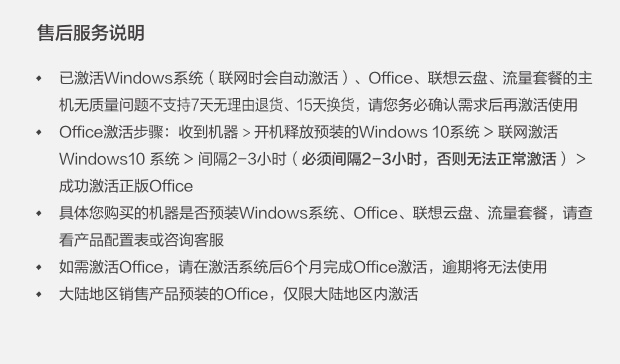 售后服务说明
已激活Windows系统（联网时会自动激活）、Office、联想云盘、流量套餐的主
机无质量问题不支持7天无理由退货、15天换货，请您务必确认需求后再激活使用
Office激活步骤：收到机器 > 开机释放预装的Windows 10系统 > 联网激活
Windows10 系统 > 间隔2-3小时（必须间隔2-3小时，否则无法正常激活）>
成功激活正版Office
具体您购买的机器是否预装Windows系统、Office、联想云盘、流量套餐，请查
看产品配置表或咨询客服
如需激活Office，请在激活系统后6个月完成Office激活，逾期将无法使用
大陆地区销售产品预装的Office，仅限大陆地区内激活